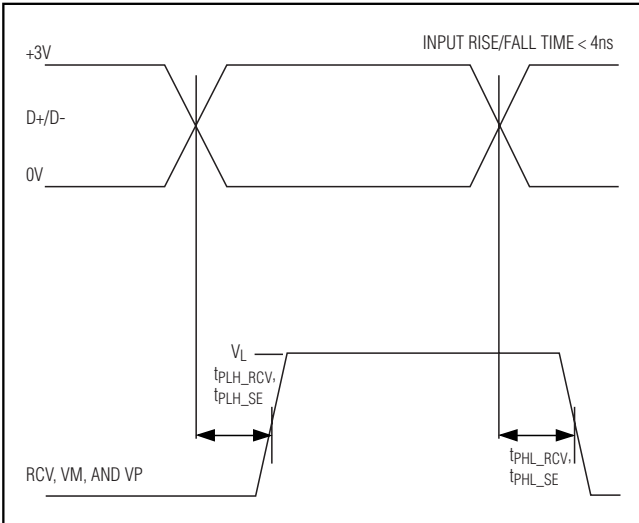 +3V
INPUT RISE/FALL TIME < 4ns
D+/D-
0V
VL
tPLH_RCV,
tPLH_SE
tPHL_RCV,
tPHL_SE
RCV, VM, AND VP